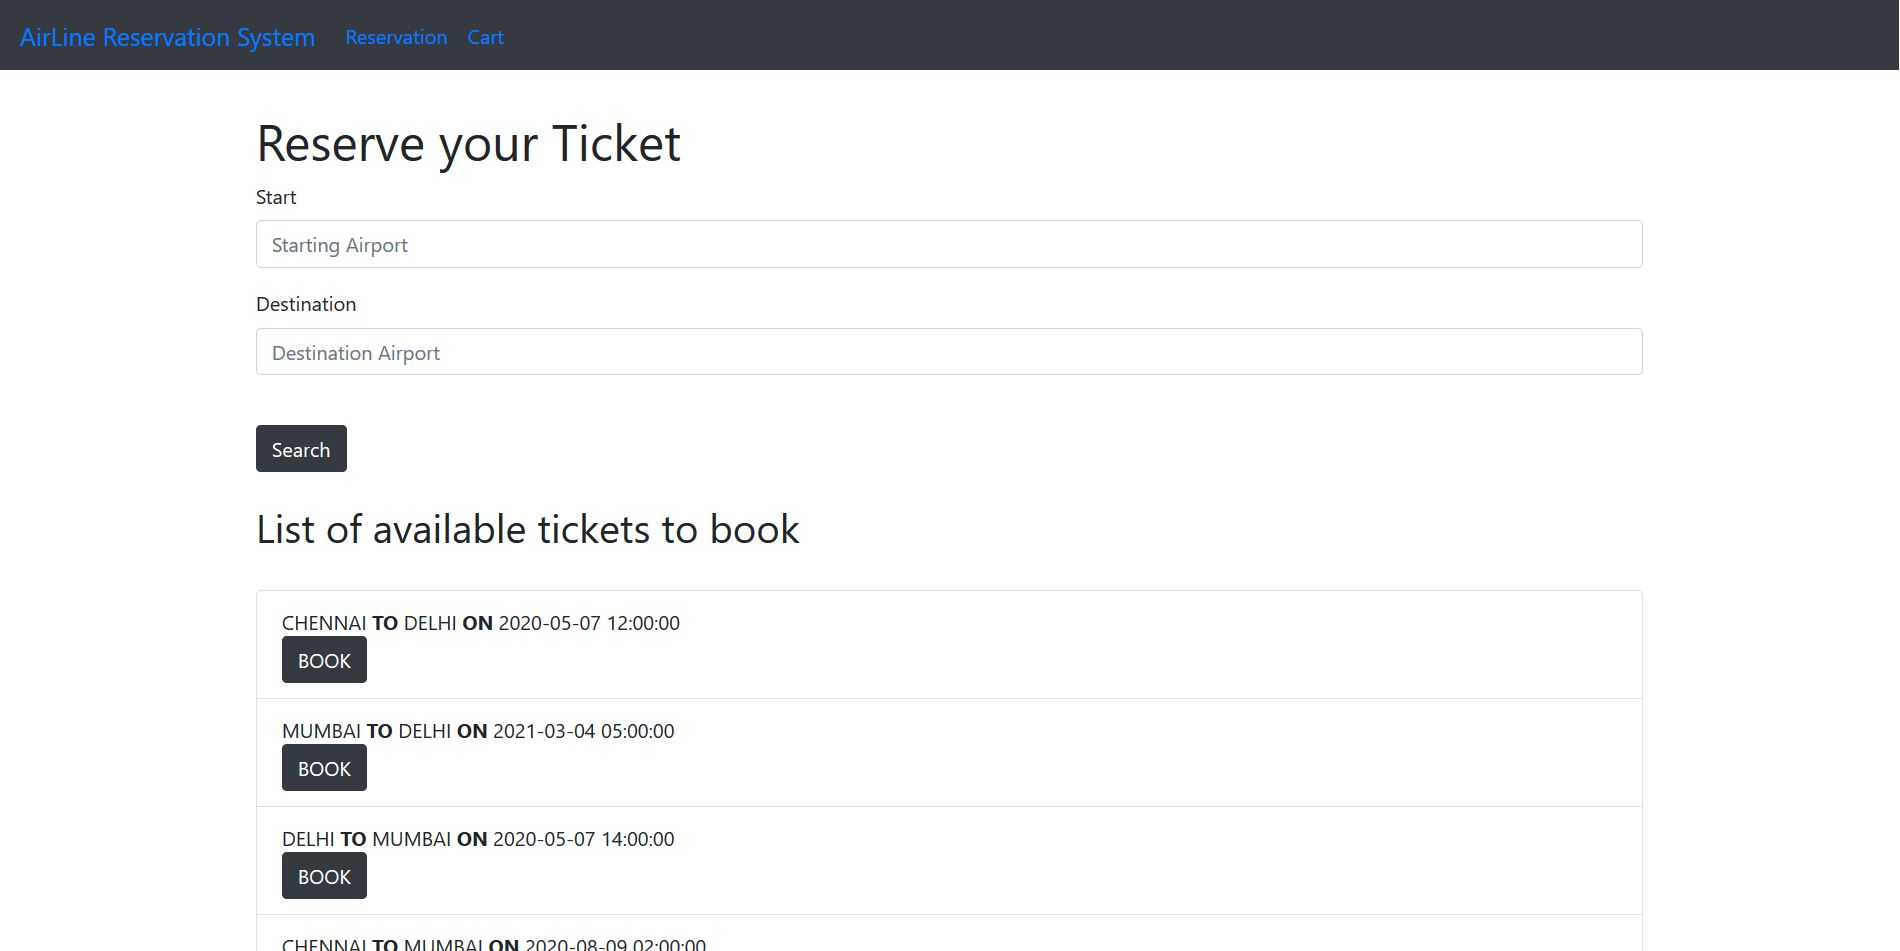 AirLine Reservation System Reservation Cart
Reserve your Ticket
Start
Starting Airport
Destination
Destination Airport
Search
List of available tickets to book
CHENNAI TO DELHI ON 2020-05-07 12:00:00
BOOK
MUMBAI TO DELHI ON 2021-03-04 05:00:00
BOOK
DELHI TO MUMBAI ON 2020-05-07 14:00:00
BOOK
CHENNAI TO MUMBAI ON 2020-08-09 02:00:00